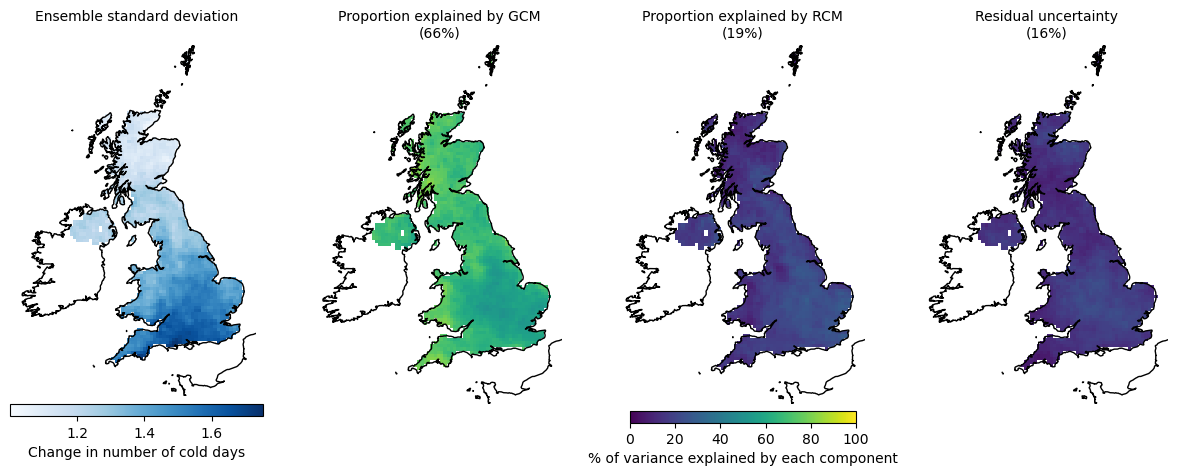 Ensemble standard deviation
Proportion explained by GCM
(66%)
Proportion explained by RCM
(19%)
Residual uncertainty
(16%)
1.2 1.4 1.6
Change in number of cold days
0 20 40 60 80 100
% of variance explained by each component